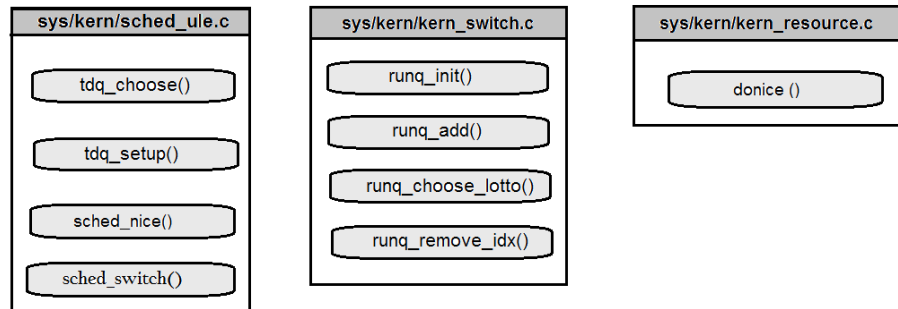 sys/kern/sched_ule.c
tdq_choose()
tdq_setup()
sched_nice()
sched_switch()
sys/kern/kern_switch.c
runq_init()
runq_add()
runq_choose_lotto()
runq_remove_idx()
sys/kern/kern_resource.c
donice ()